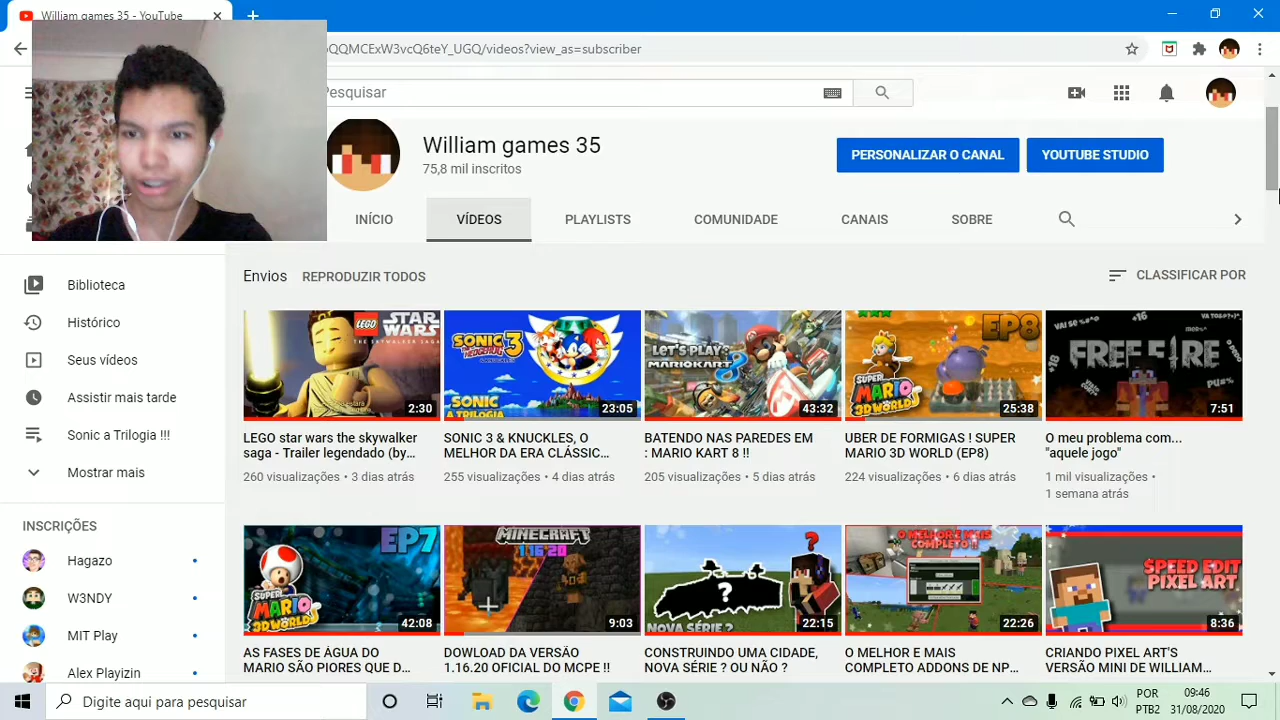 William games 35 - YouTube
QQMCExW3vcQ6teY_UGQ/videos?view_as=subscriber
Pesquisar
William games 35
75,8 mil inscritos
PERSONALIZAR O CANAL
YOUTUBE STUDIO
INÍCIO
VÍDEOS
PLAYLISTS
COMUNIDADE
CANAIS
SOBRE
Envios
REPRODUZIR TODOS
CLASSIFICAR POR
Biblioteca
Histórico
Seus vídeos
Assistir mais tarde
Sonic a Trilogia !!!
Mostrar mais
INSCRIÇÕES
Hagazo
W3NDY
MIT Play
Alex Playizin
LEGO STAR WARS
THE SKYWALKER SAGA
2:30
LEGO star wars the skywalker
saga - Trailer legendado (by...
260 visualizações • 3 dias atrás
SONIC 3
SONIC
A TRILOGIA
23:05
SONIC 3 & KNUCKLES, O
MELHOR DA ERA CLÁSSIC...
255 visualizações • 4 dias atrás
LET'S PLAY
MARIOKART 8
43:32
BATENDO NAS PAREDES EM
: MARIO KART 8 !!
205 visualizações • 5 dias atrás
EP8
SUPER
MARIO
3D WORLD
25:38
UBER DE FORMIGAS ! SUPER
MARIO 3D WORLD (EP8)
224 visualizações • 6 dias atrás
+16
+18
FREE FIRE
7:51
O meu problema com...
"aquele jogo"
1 mil visualizações •
1 semana atrás
EP7
SUPER
MARIO
3D WORLD
42:08
AS FASES DE ÁGUA DO
MARIO SÃO PIORES QUE D...
MINECRAFT
1.16.20
9:03
DOWLOAD DA VERSÃO
1.16.20 OFICIAL DO MCPE !!
?
?
NOVA SÉRIE ?
22:15
CONSTRUINDO UMA CIDADE,
NOVA SÉRIE ? OU NÃO ?
O MELHOR E MAIS
COMPLETO !!
22:26
O MELHOR E MAIS
COMPLETO ADDONS DE NP...
SPEED EDIT
PIXEL ART
8:36
CRIANDO PIXEL ART'S
VERSÃO MINI DE WILLIAM...
Digite aqui para pesquisar
POR
PTB2
09:46
31/08/2020